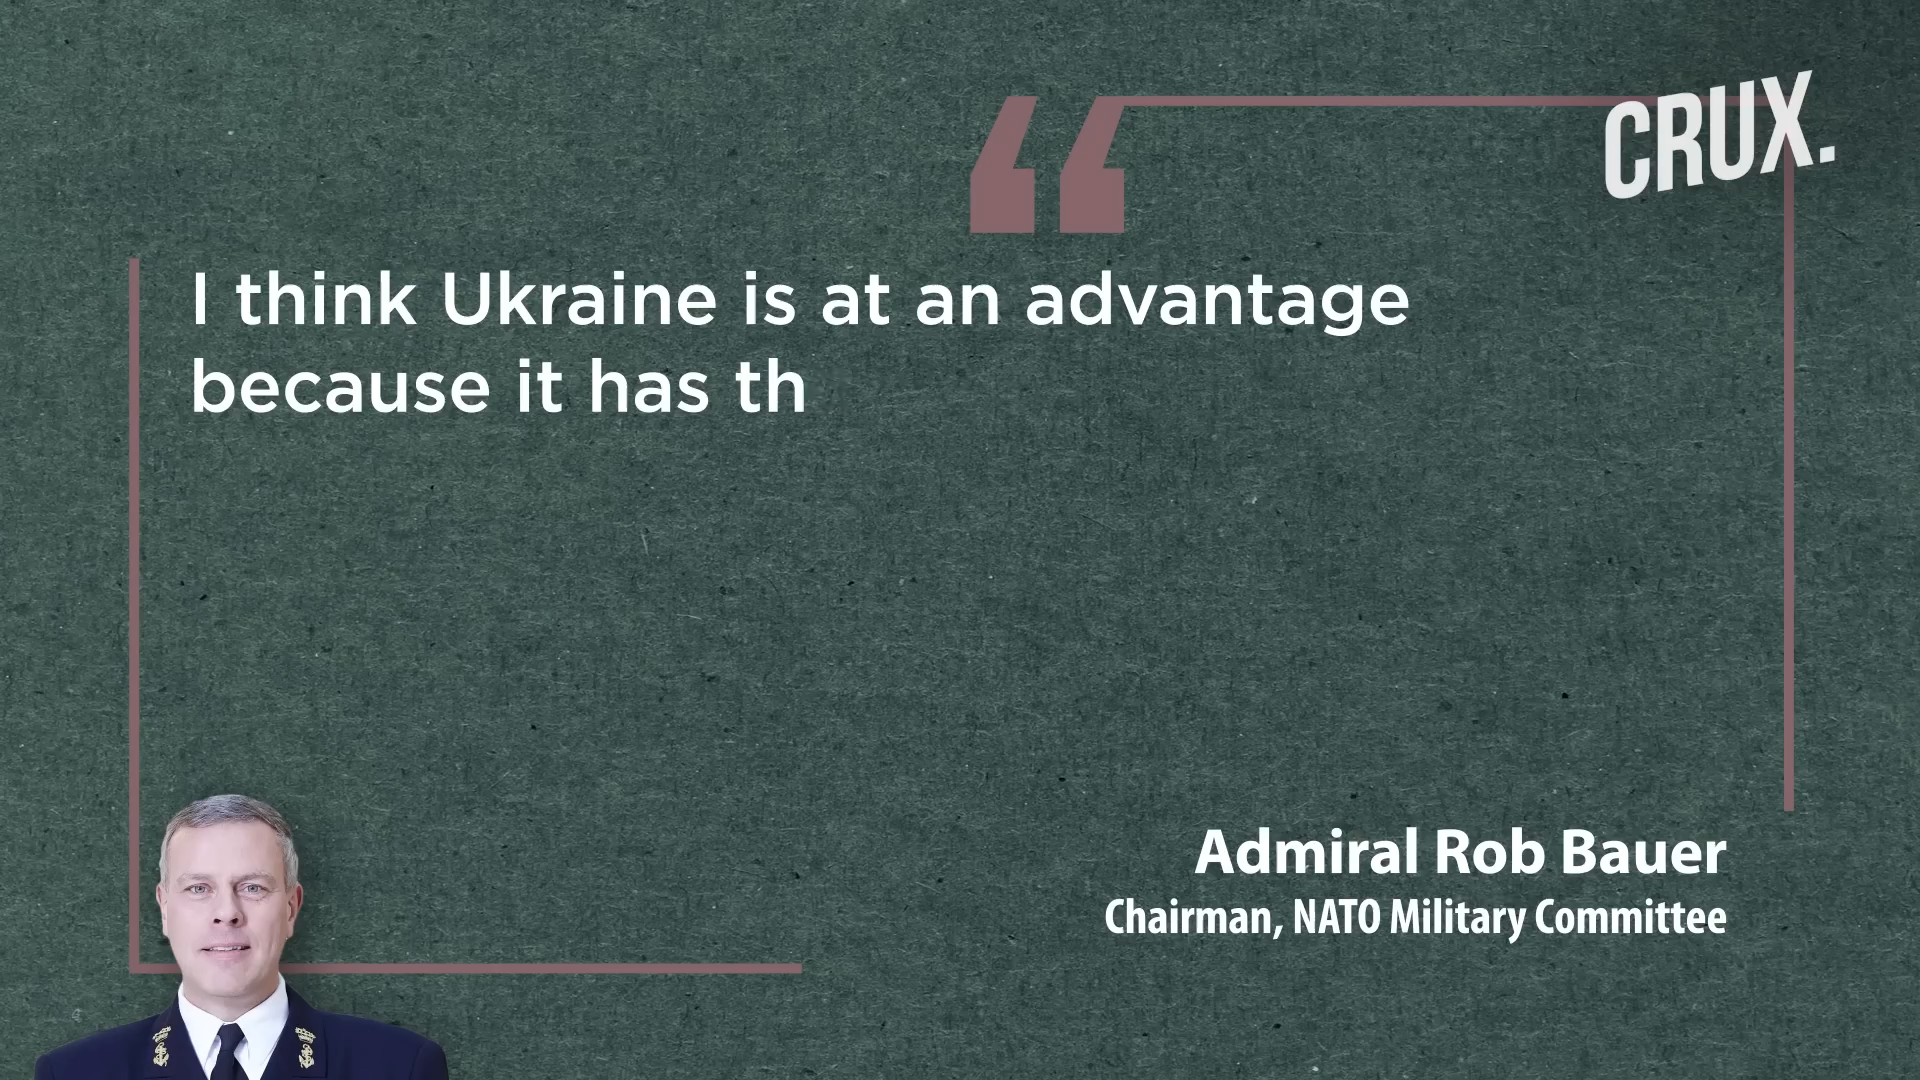 CRUX.
“
I think Ukraine is at an advantage
because it has th
Admiral Rob Bauer
Chairman, NATO Military Committee